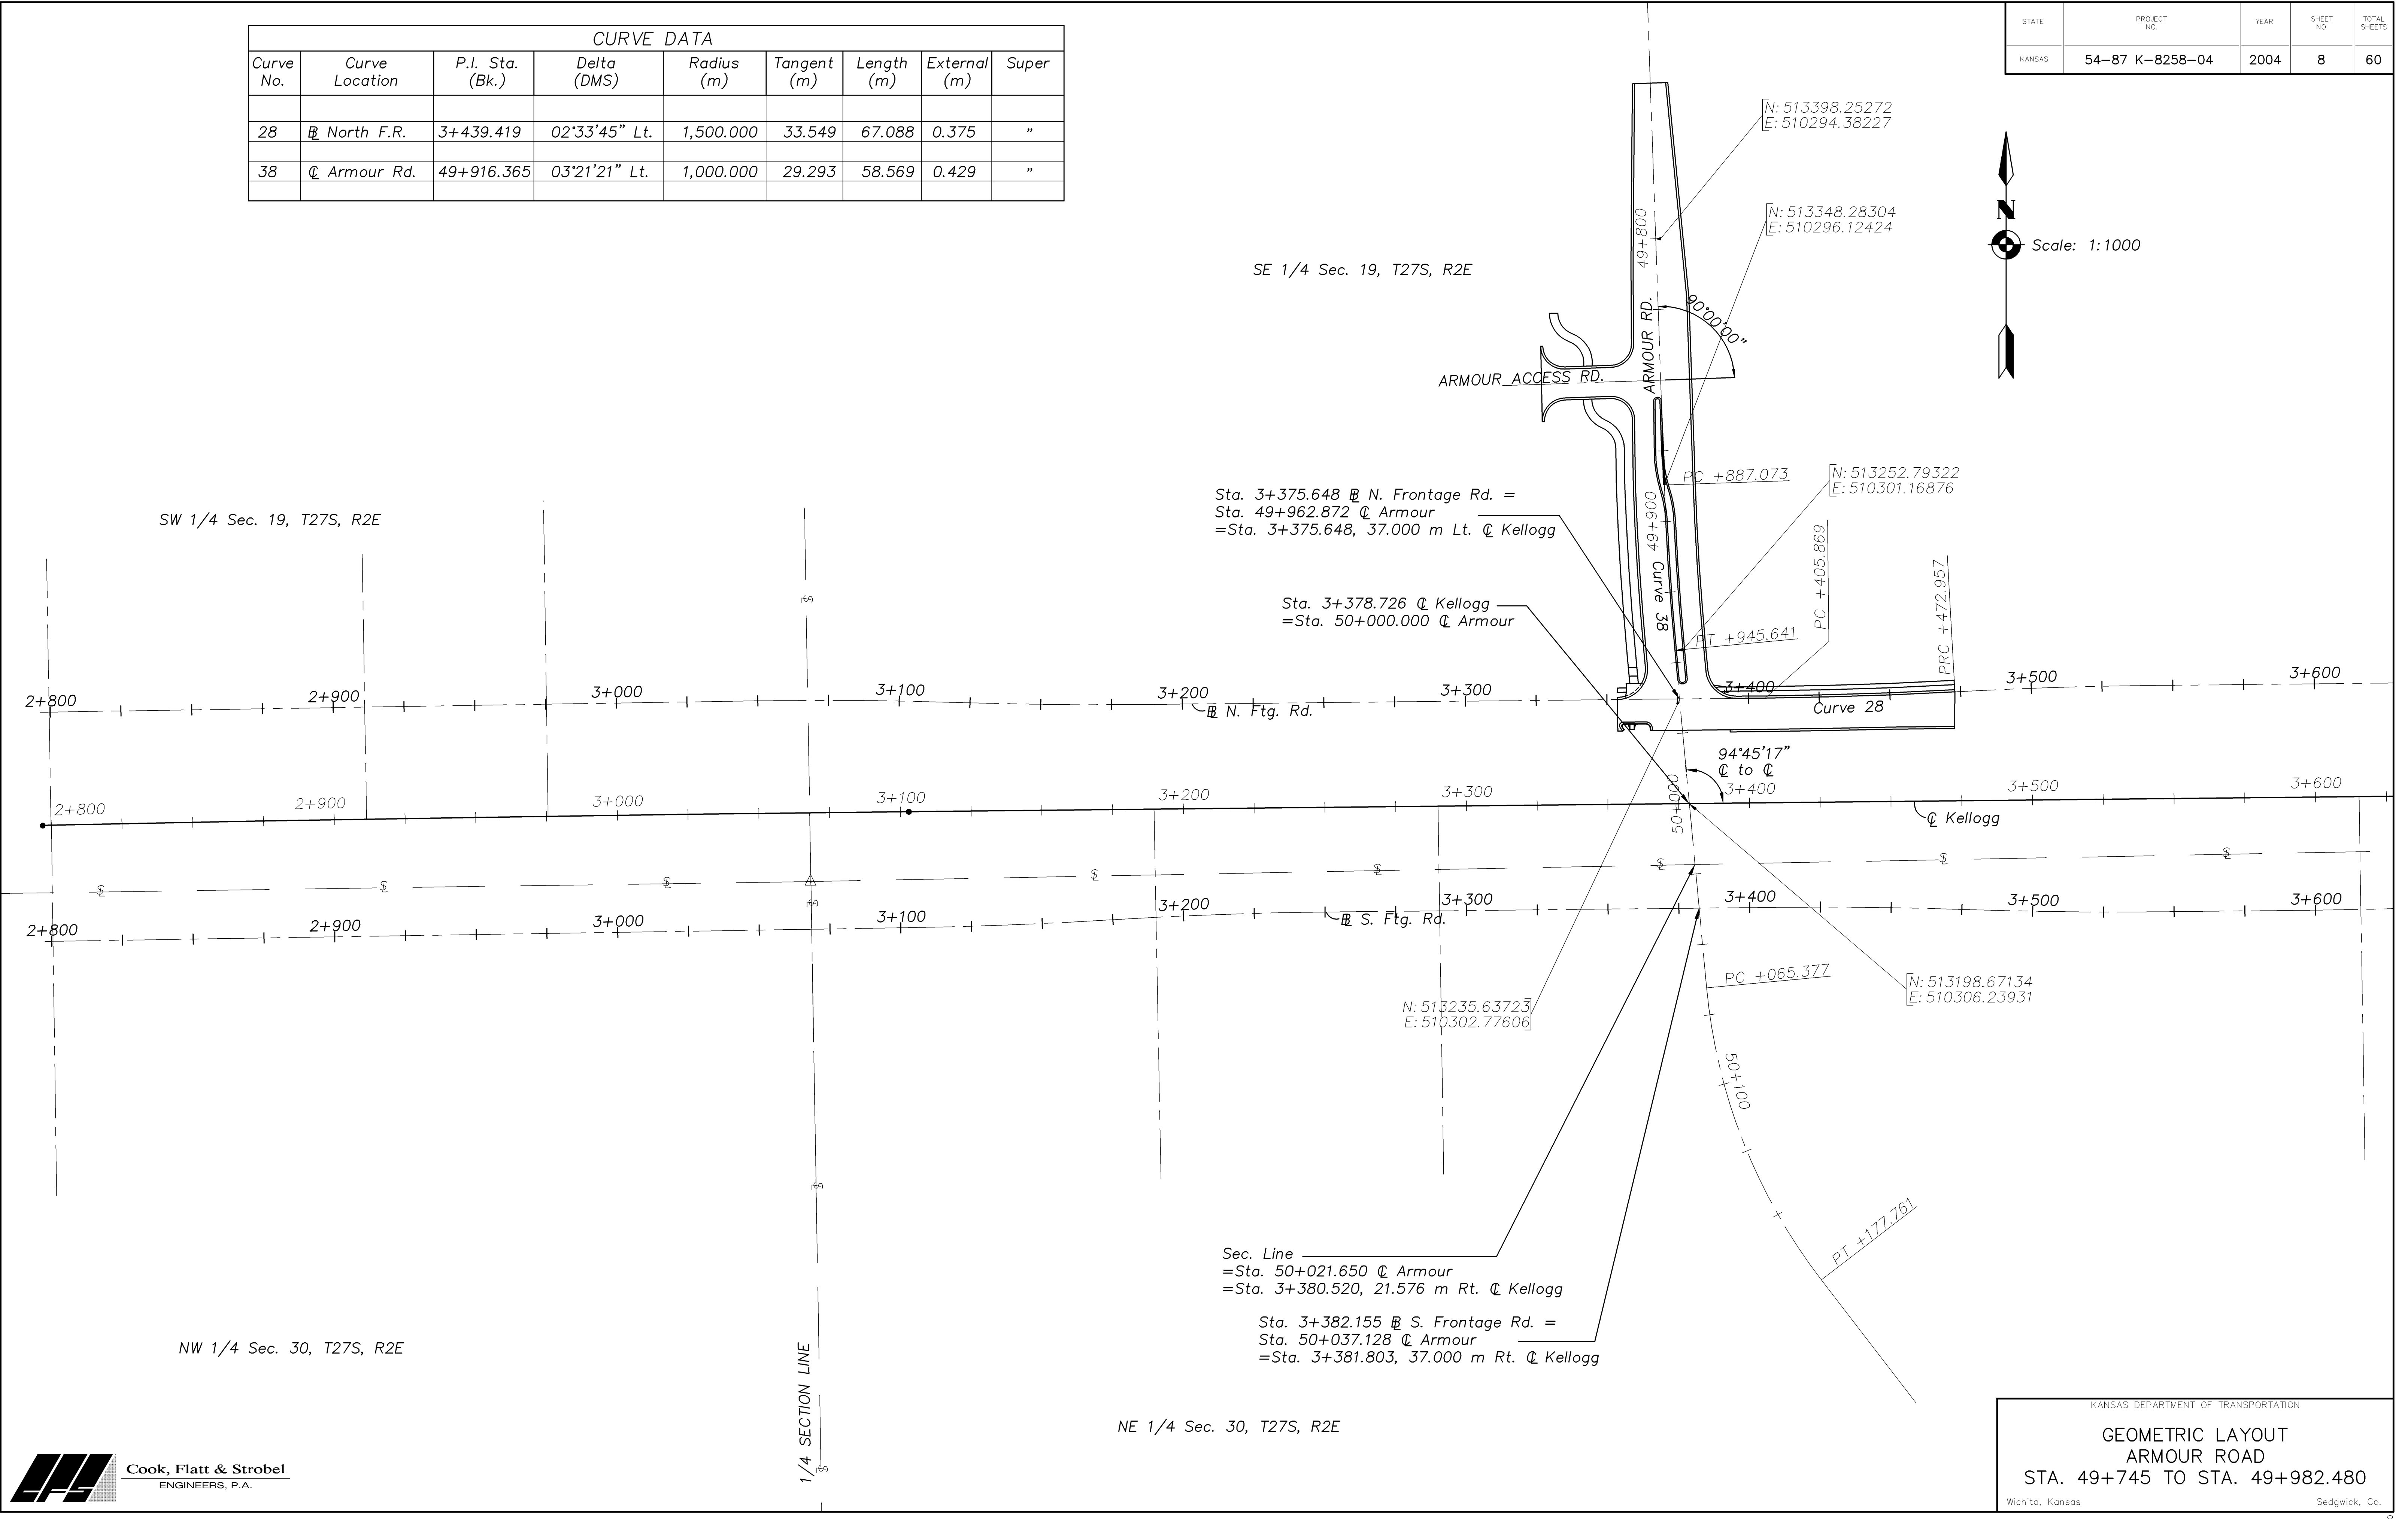 CURVE DATA
Curve No. Curve Location P.I. Sta. (Bk.) Delta (DMS) Radius (m) Tangent (m) Length (m) External (m) Super
28 ℄ North F.R. 3+439.419 02°33'45" Lt. 1,500.000 33.549 67.088 0.375 "
38 ℄ Armour Rd. 49+916.365 03°21'21" Lt. 1,000.000 29.293 58.569 0.429 "
STATE PROJECT NO. YEAR SHEET NO. TOTAL SHEETS
KANSAS 54-87 K-8258-04 2004 8 60
N: 513398.25272
E: 510294.38227
N: 513348.28304
E: 510296.12424
N
Scale: 1:1000
SE 1/4 Sec. 19, T27S, R2E
49+800
ARMOUR RD.
90°00'00"
ARMOUR ACCESS RD.
PC +887.073
N: 513252.79322
E: 510301.16876
SW 1/4 Sec. 19, T27S, R2E
Sta. 3+375.648 BL N. Frontage Rd. =
Sta. 49+962.872 ℄ Armour
=Sta. 3+375.648, 37.000 m Lt. ℄ Kellogg
49+900
Curve 38
PC +405.869
PRC +472.957
Sta. 3+378.726 ℄ Kellogg
=Sta. 50+000.000 ℄ Armour
PT +945.641
2+800 2+900 3+000 3+100 3+200 3+300 3+400 3+500 3+600
BL N. Ftg. Rd.
Curve 28
94°45'17"
℄ to ℄
2+800 2+900 3+000 3+100 3+200 3+300 3+400 3+500 3+600
50+000
℄ Kellogg
2+800 2+900 3+000 3+100 3+200 3+300 3+400 3+500 3+600
BL S. Ftg. Rd.
PC +065.377
N: 513198.67134
E: 510306.23931
N: 513235.63723
E: 510302.77606
50+100
PT +177.761
Sec. Line
=Sta. 50+021.650 ℄ Armour
=Sta. 3+380.520, 21.576 m Rt. ℄ Kellogg
Sta. 3+382.155 BL S. Frontage Rd. =
Sta. 50+037.128 ℄ Armour
=Sta. 3+381.803, 37.000 m Rt. ℄ Kellogg
NW 1/4 Sec. 30, T27S, R2E
1/4 SECTION LINE
NE 1/4 Sec. 30, T27S, R2E
CFS
Cook, Flatt & Strobel
ENGINEERS, P.A.
KANSAS DEPARTMENT OF TRANSPORTATION
GEOMETRIC LAYOUT
ARMOUR ROAD
STA. 49+745 TO STA. 49+982.480
Wichita, Kansas Sedgwick, Co.